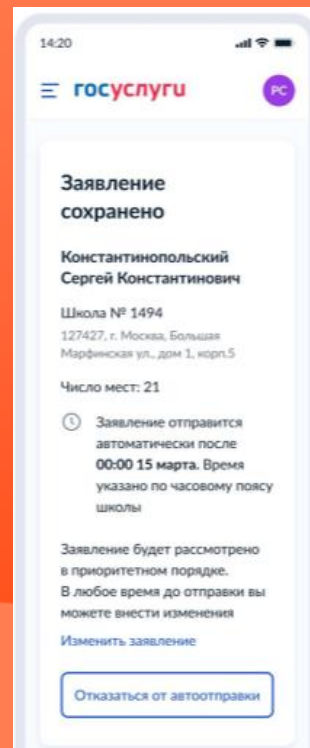 14:20
госуслуги
РС
Заявление
сохранено
Константинопольский
Сергей Константинович
Школа № 1494
127427, г. Москва, Большая
Марфинская ул., дом 1, корп.5
Число мест: 21
Заявление отправится
автоматически после
00:00 15 марта. Время
указано по часовому поясу
школы
Заявление будет рассмотрено
в приоритетном порядке.
В любое время до отправки вы
можете внести изменения
Изменить заявление
Отказаться от автоотправки